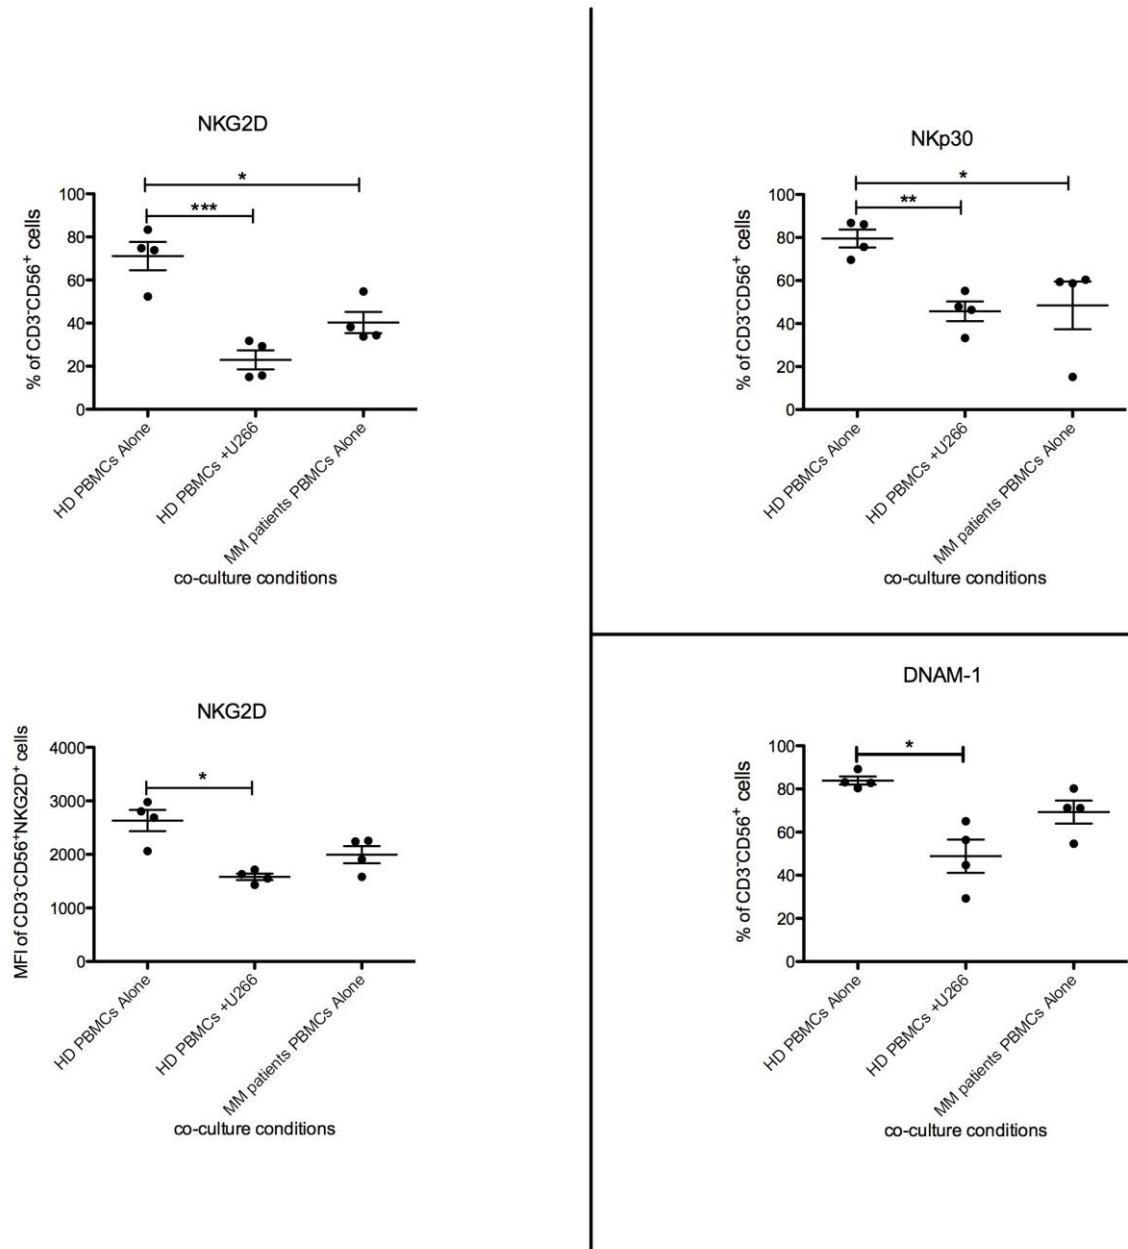 NKG2D
*
***
% of CD3⁻CD56⁺ cells
100
80
60
40
20
0
HD PBMCs Alone
HD PBMCs +U266
MM patients PBMCs Alone
co-culture conditions
NKp30
*
**
% of CD3⁻CD56⁺ cells
100
80
60
40
20
0
HD PBMCs Alone
HD PBMCs +U266
MM patients PBMCs Alone
co-culture conditions
NKG2D
*
MFI of CD3⁻CD56⁺NKG2D⁺ cells
4000
3000
2000
1000
0
HD PBMCs Alone
HD PBMCs +U266
MM patients PBMCs Alone
co-culture conditions
DNAM-1
*
% of CD3⁻CD56⁺ cells
100
80
60
40
20
0
HD PBMCs Alone
HD PBMCs +U266
MM patients PBMCs Alone
co-culture conditions